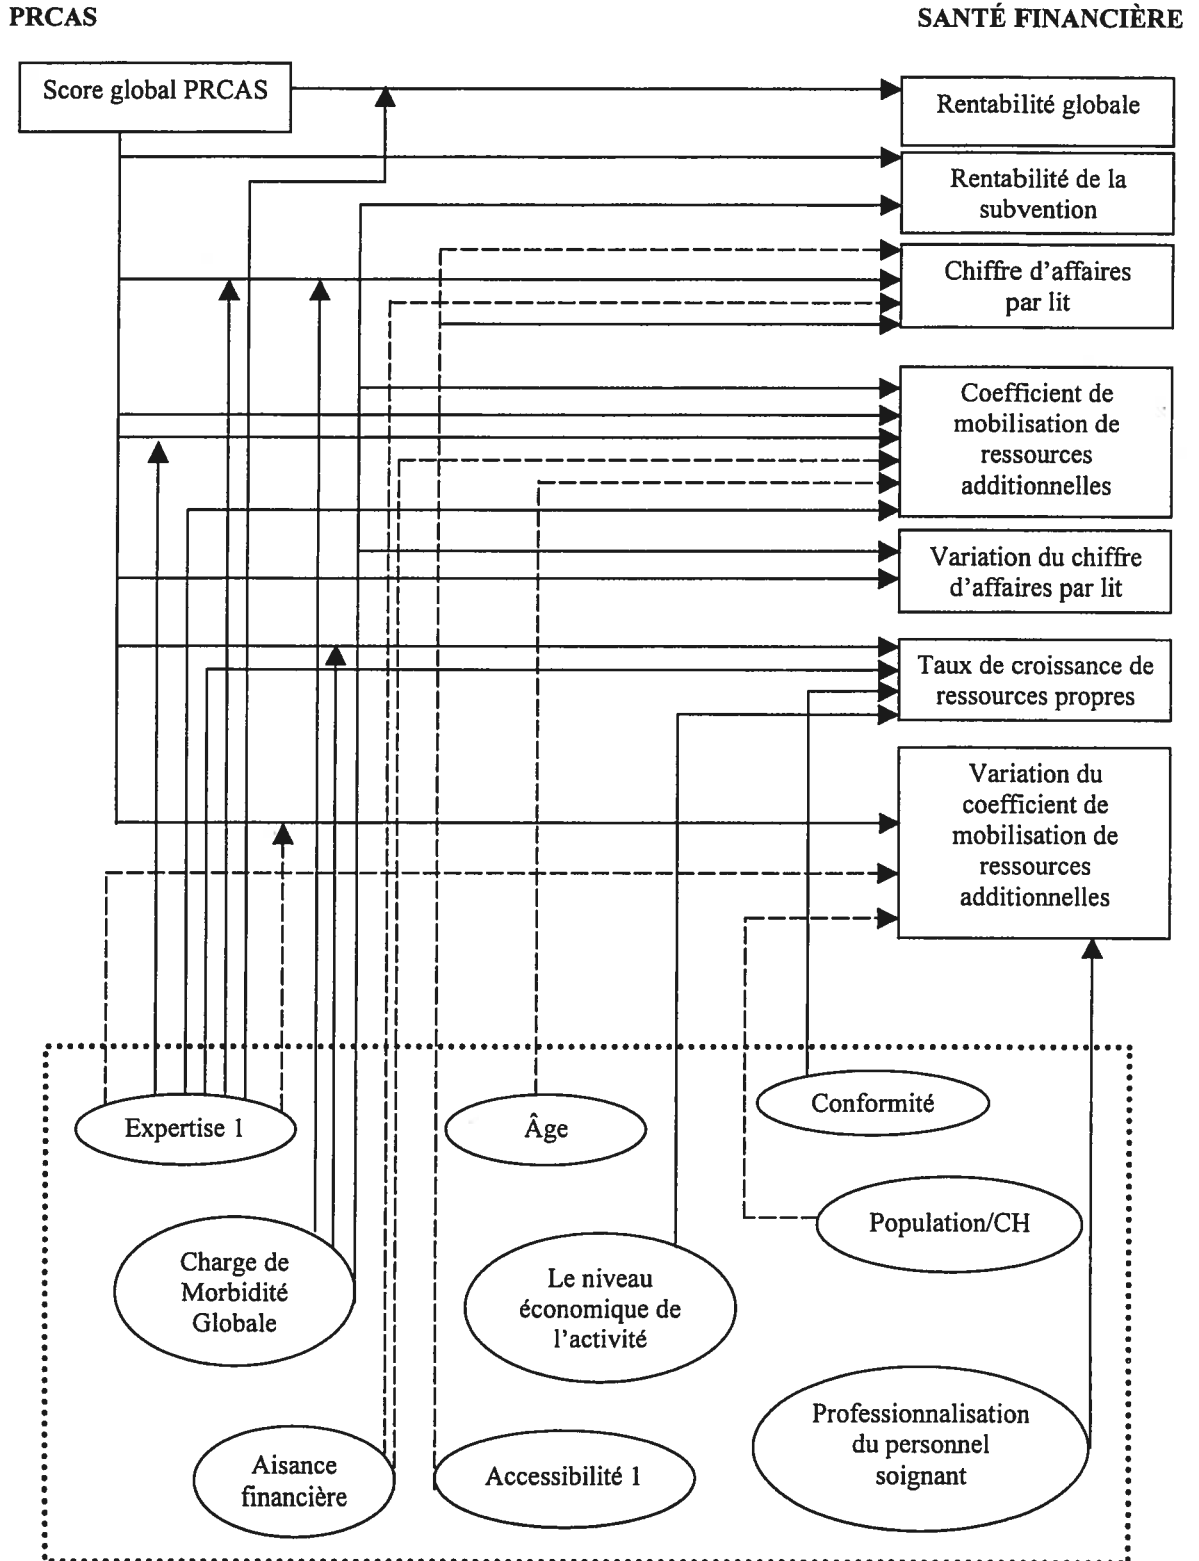 PRCAS
SANTÉ FINANCIÈRE
Score global PRCAS
Rentabilité globale
Rentabilité de la
subvention
Chiffre d'affaires
par lit
Coefficient de
mobilisation de
ressources
additionnelles
Variation du chiffre
d'affaires par lit
Taux de croissance de
ressources propres
Variation du
coefficient de
mobilisation de
ressources
additionnelles
Expertise 1
Âge
Conformité
Population/CH
Charge de
Morbidité
Globale
Le niveau
économique de
l'activité
Professionnalisation
du personnel
soignant
Aisance
financière
Accessibilité 1